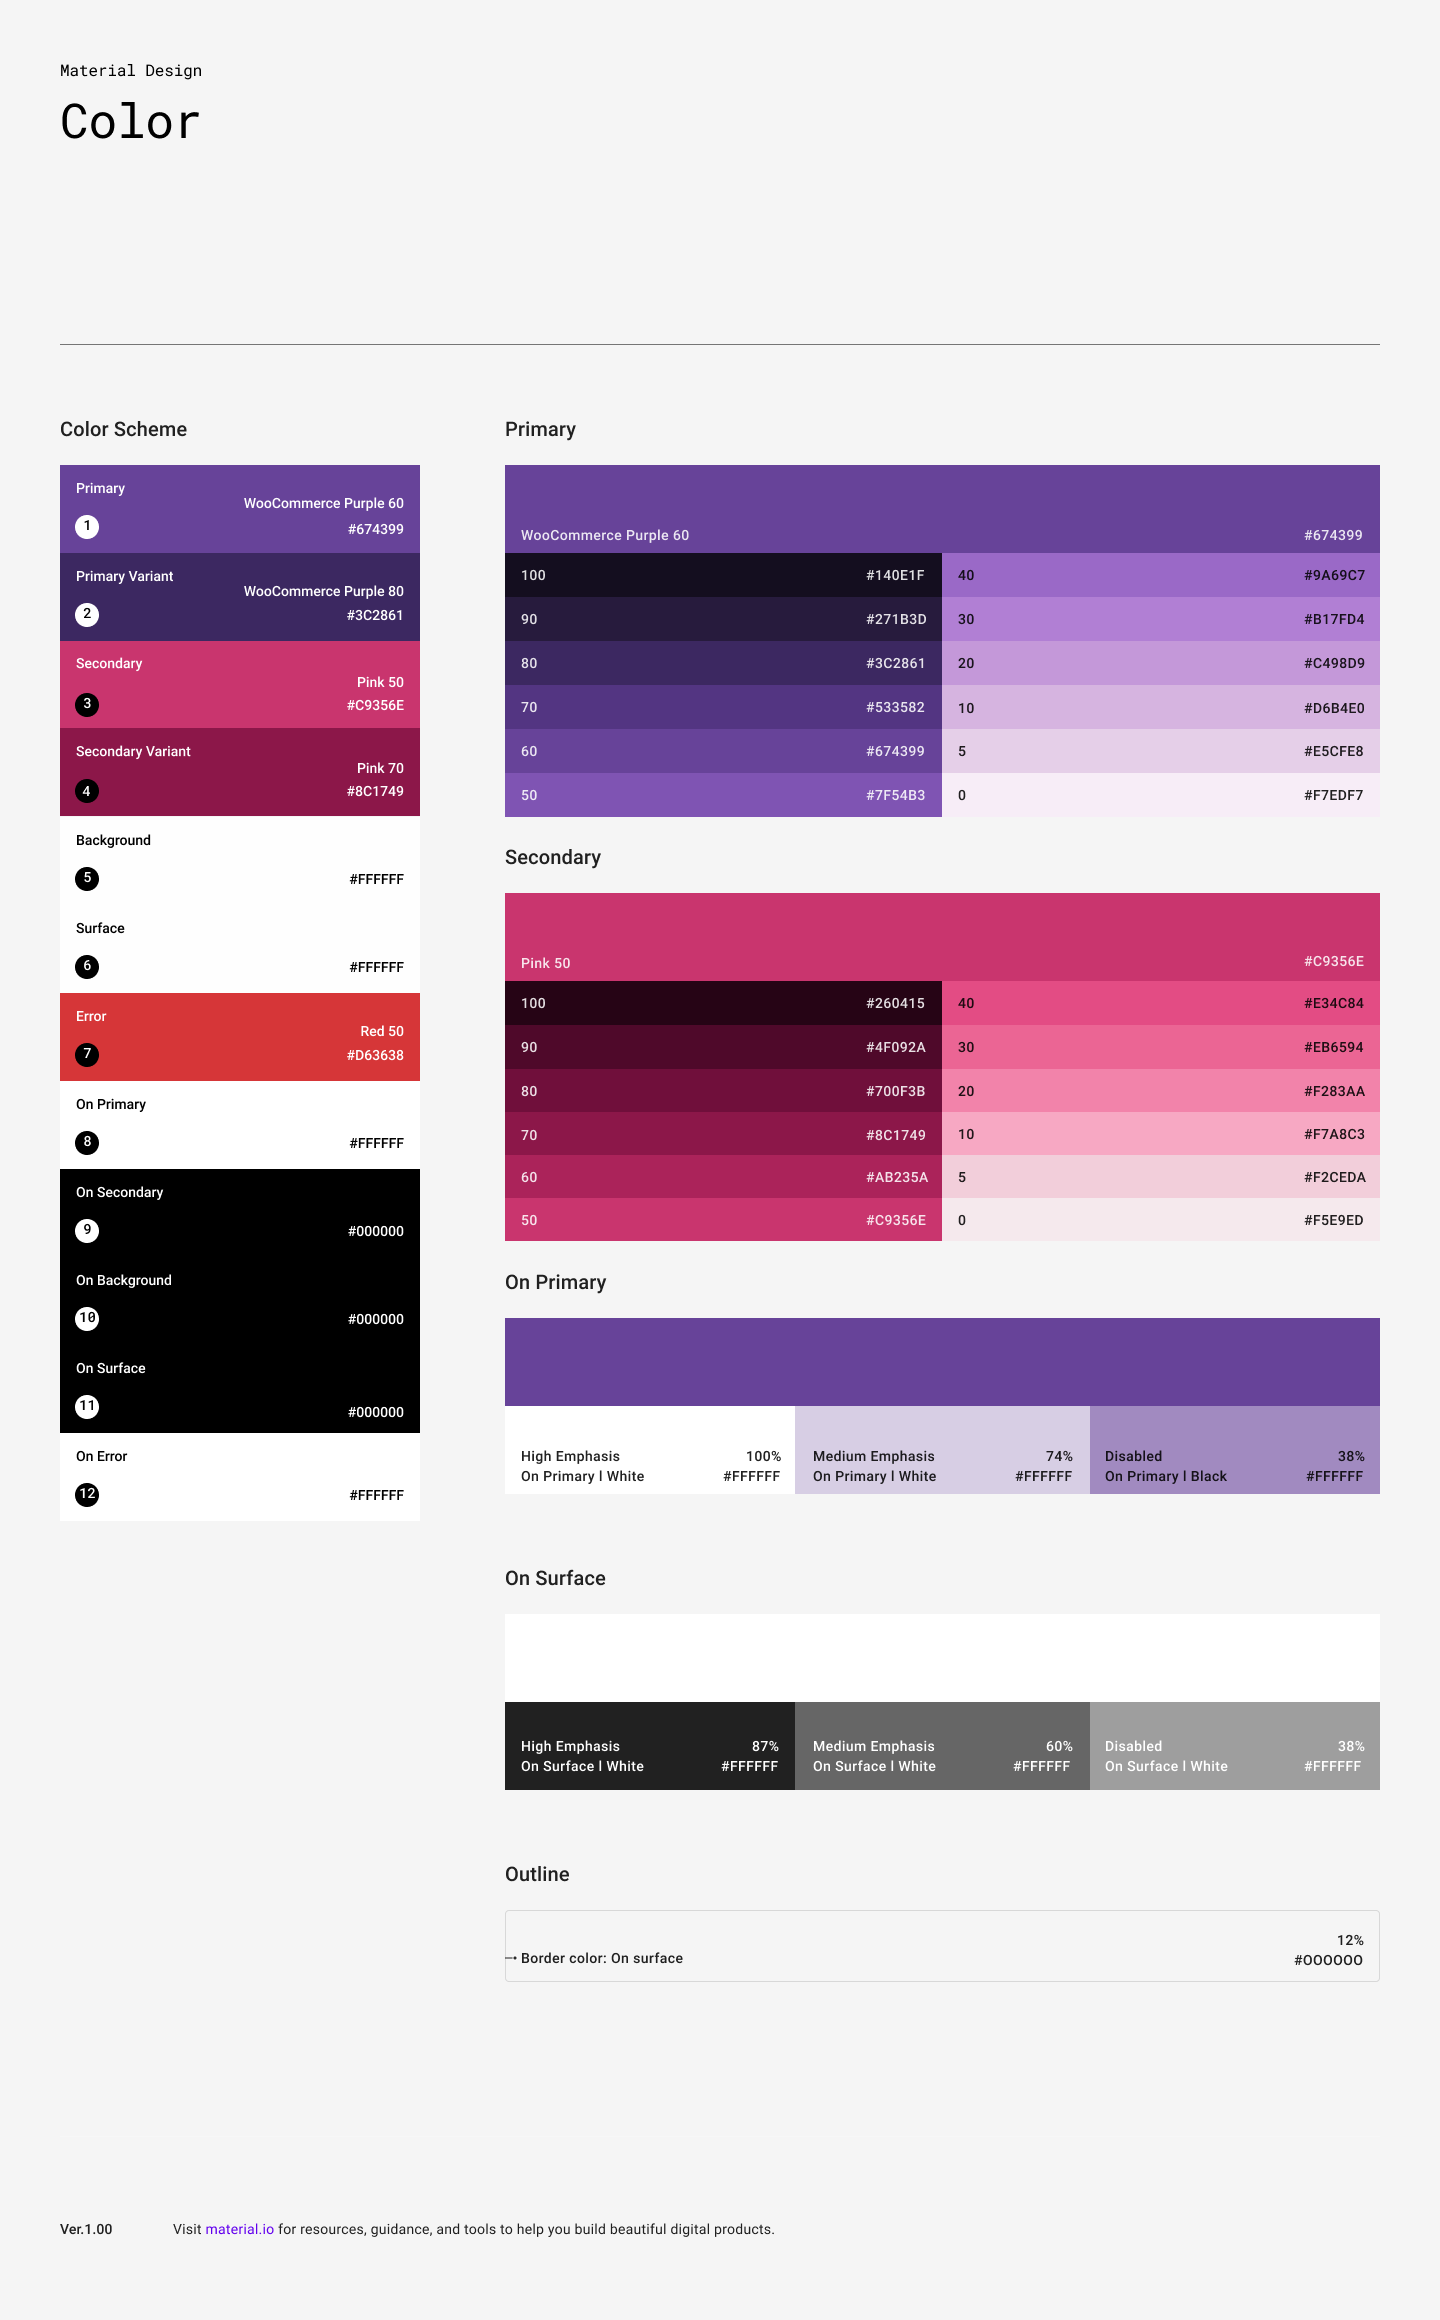 Material Design
Color
Color Scheme
Primary
WooCommerce Purple 60
1
#674399
Primary Variant
WooCommerce Purple 80
2
#3C2861
Secondary
Pink 50
3
#C9356E
Secondary Variant
Pink 70
4
#8C1749
Background
5
#FFFFFF
Surface
6
#FFFFFF
Error
Red 50
7
#D63638
On Primary
8
#FFFFFF
On Secondary
9
#000000
On Background
10
#000000
On Surface
11
#000000
On Error
12
#FFFFFF
Primary
WooCommerce Purple 60 #674399
100 #140E1F 40 #9A69C7
90 #271B3D 30 #B17FD4
80 #3C2861 20 #C498D9
70 #533582 10 #D6B4E0
60 #674399 5 #E5CFE8
50 #7F54B3 0 #F7EDF7
Secondary
Pink 50 #C9356E
100 #260415 40 #E34C84
90 #4F092A 30 #EB6594
80 #700F3B 20 #F283AA
70 #8C1749 10 #F7A8C3
60 #AB235A 5 #F2CEDA
50 #C9356E 0 #F5E9ED
On Primary
High Emphasis 100% Medium Emphasis 74% Disabled 38%
On Primary l White #FFFFFF On Primary l White #FFFFFF On Primary l Black #FFFFFF
On Surface
High Emphasis 87% Medium Emphasis 60% Disabled 38%
On Surface l White #FFFFFF On Surface l White #FFFFFF On Surface l White #FFFFFF
Outline
12%
Border color: On surface #OOOOOO
Ver.1.00 Visit material.io for resources, guidance, and tools to help you build beautiful digital products.